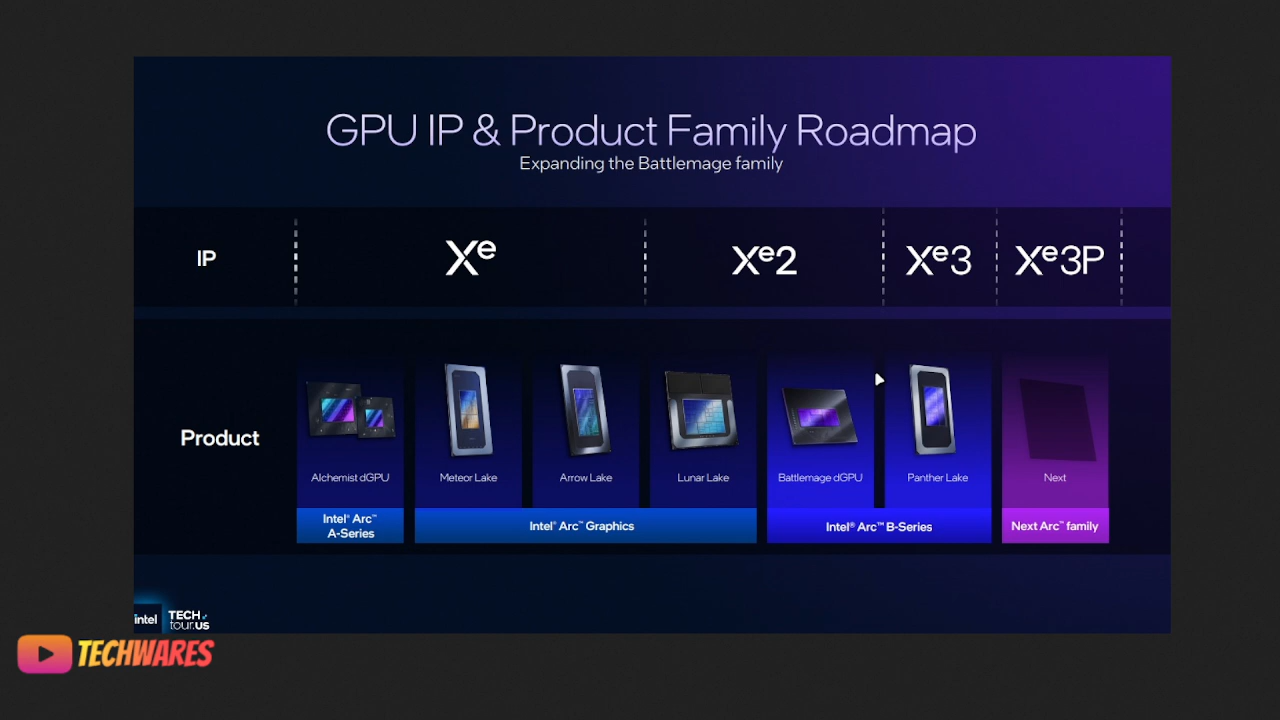 GPU IP & Product Family Roadmap
Expanding the Battlemage family
IP
Xe
Xe2
Xe3
Xe3P
Product
Alchemist dGPU
Meteor Lake
Arrow Lake
Lunar Lake
Battlemage dGPU
Panther Lake
Next
Intel® Arc™
A-Series
Intel® Arc™ Graphics
Intel® Arc™ B-Series
Next Arc™ family
intel
TECH
tour.us
TECHWARES